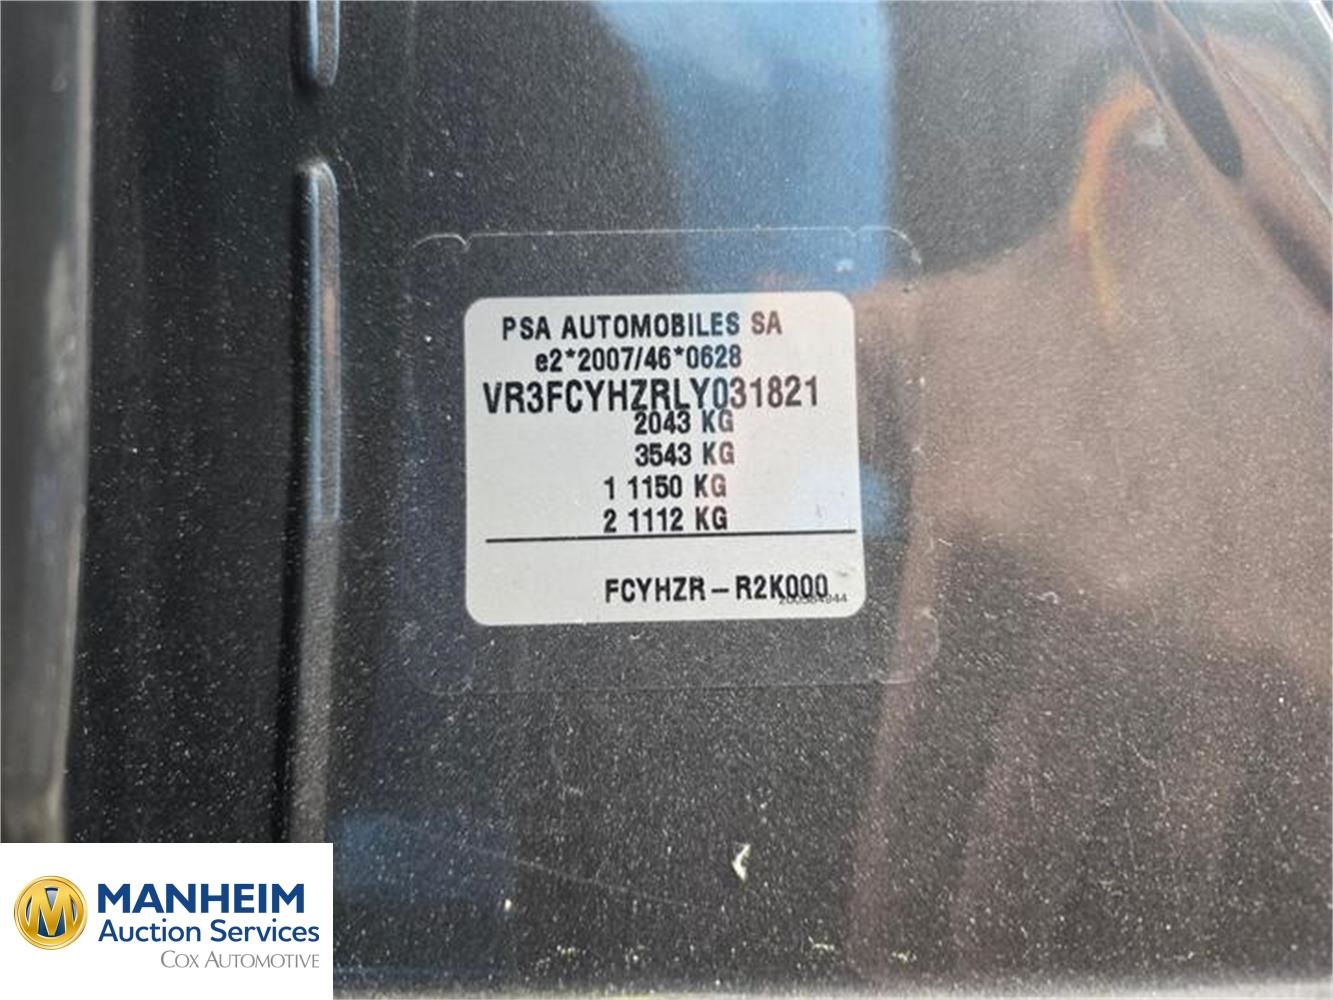 PSA AUTOMOBILES SA
e2*2007/46*0628
VR3FCYHZRLY031821
2043 KG
3543 KG
1 1150 KG
2 1112 KG
FCYHZR - R2K000
MANHEIM
Auction Services
COX AUTOMOTIVE